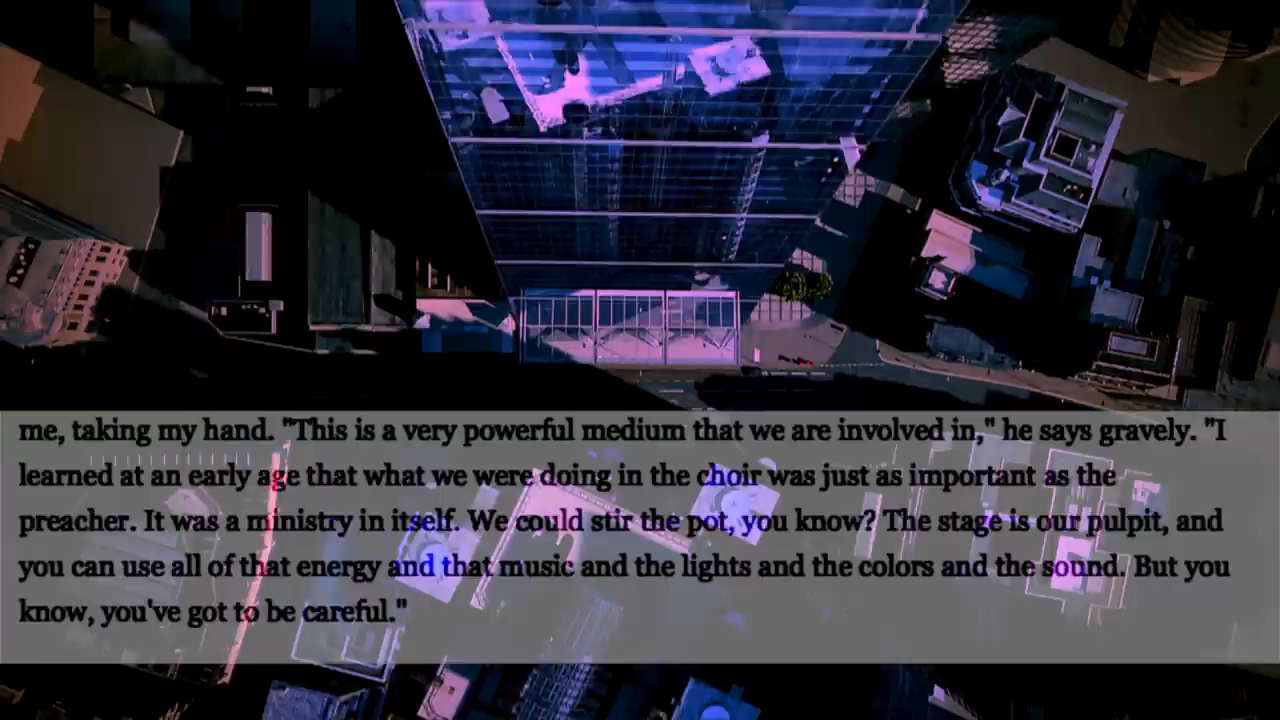 me, taking my hand. "This is a very powerful medium that we are involved in," he says gravely. "I
learned at an early age that what we were doing in the choir was just as important as the
preacher. It was a ministry in itself. We could stir the pot, you know? The stage is our pulpit, and
you can use all of that energy and that music and the lights and the colors and the sound. But you
know, you've got to be careful."